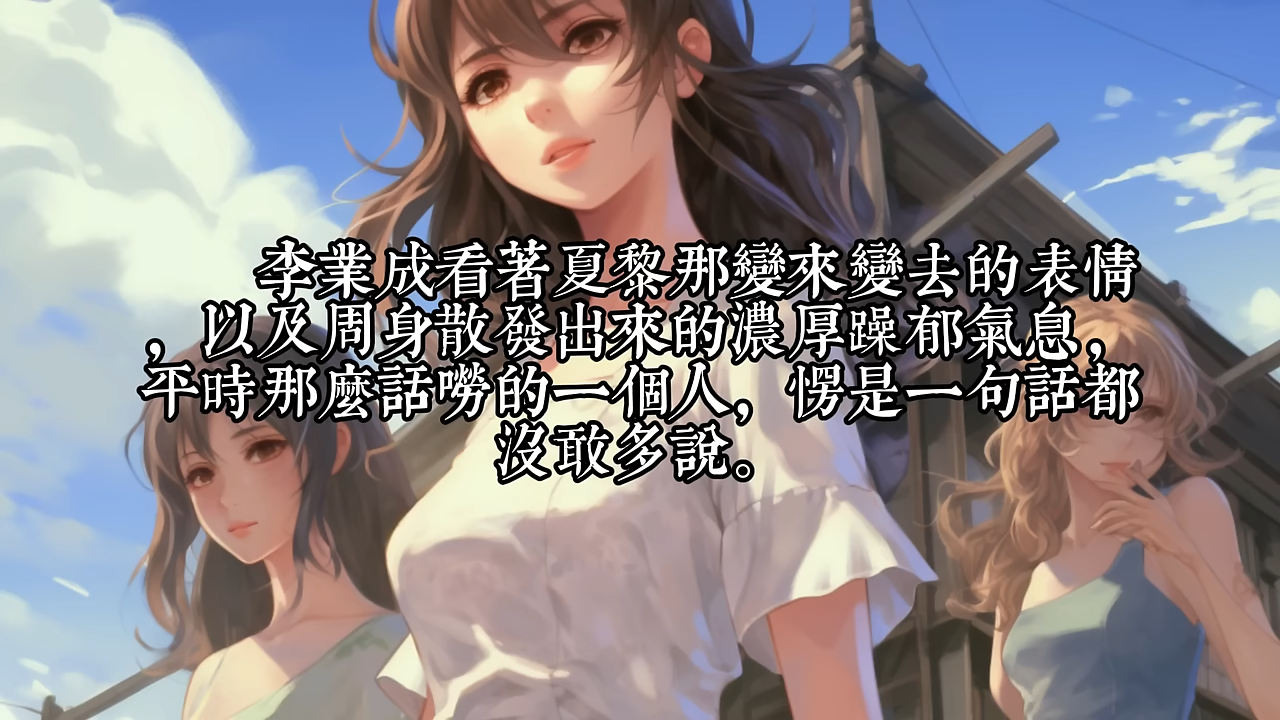 李業成看著夏黎那變來變去的表情
，以及周身散發出來的濃厚躁郁氣息，
平時那麼話嘮的一個人，愣是一句話都
沒敢多說。